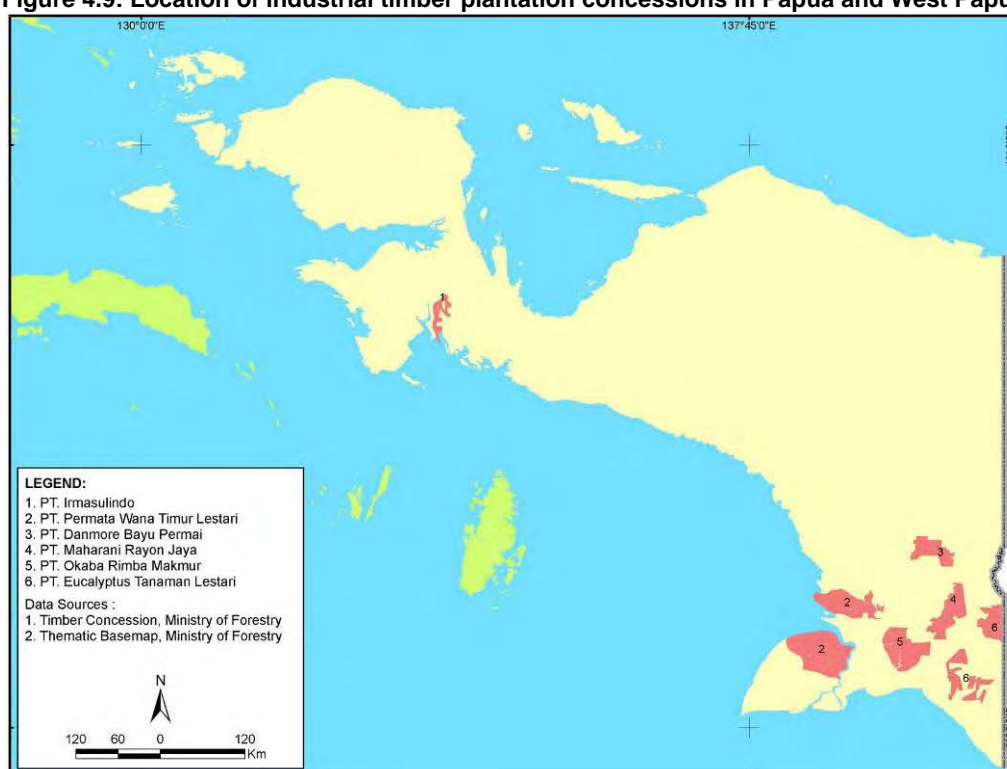 Figure 4.9: Location of industrial timber plantation concessions in Papua and West
130°0'0"E 137°45'0"E
1
3
4
2
6
5
2
6
LEGEND:
1. PT. Irmasulindo
2. PT. Permata Wana Timur Lestari
3. PT. Danmore Bayu Permai
4. PT. Maharani Rayon Jaya
5. PT. Okaba Rimba Makmur
6. PT. Eucalyptus Tanaman Lestari
Data Sources :
1. Timber Concession, Ministry of Forestry
2. Thematic Basemap, Ministry of Forestry
N
120 60 0 120
Km